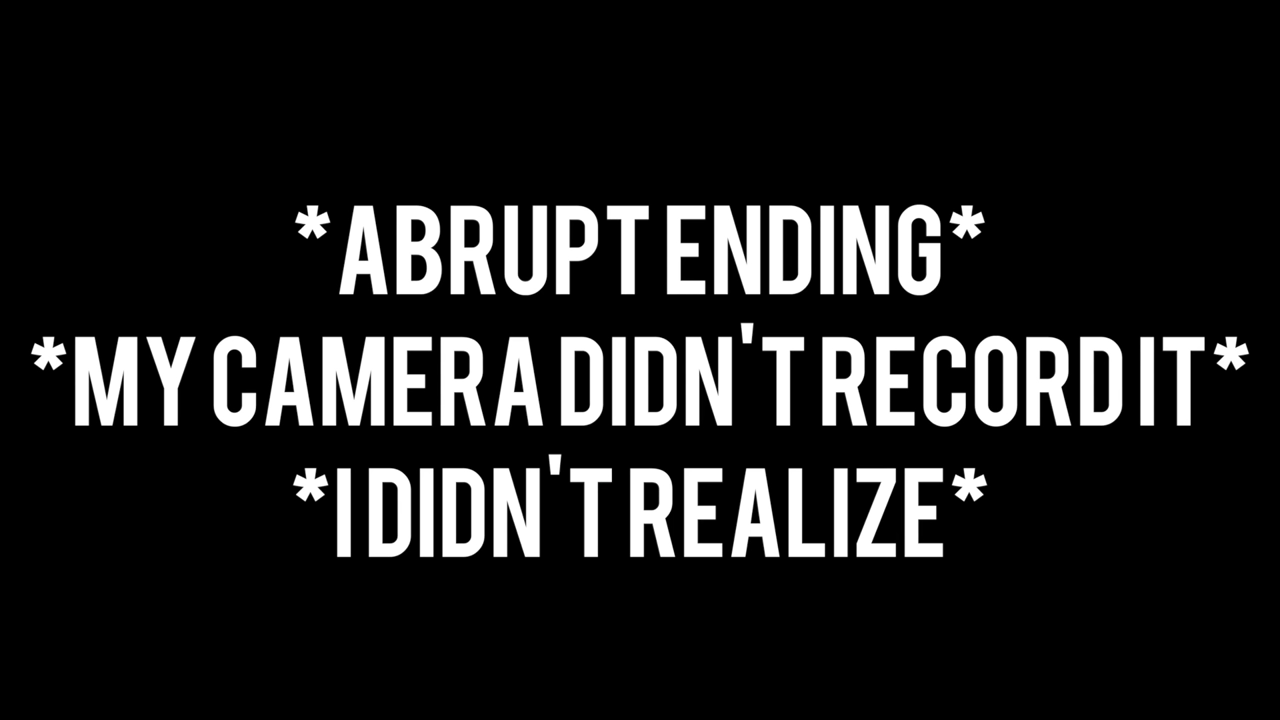 *ABRUPT ENDING*
*MY CAMERA DIDN'T RECORD IT*
*I DIDN'T REALIZE*